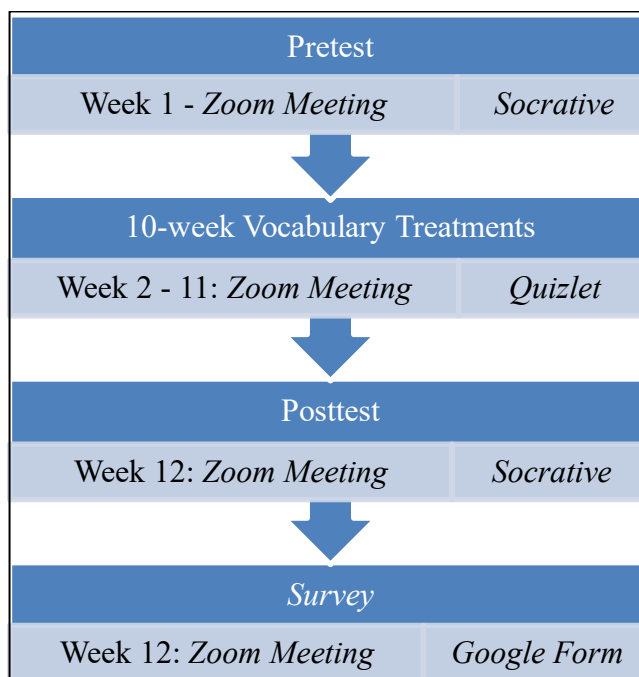 Pretest
Week 1 - Zoom Meeting Socrative
10-week Vocabulary Treatments
Week 2 - 11: Zoom Meeting Quizlet
Posttest
Week 12: Zoom Meeting Socrative
Survey
Week 12: Zoom Meeting Google Form